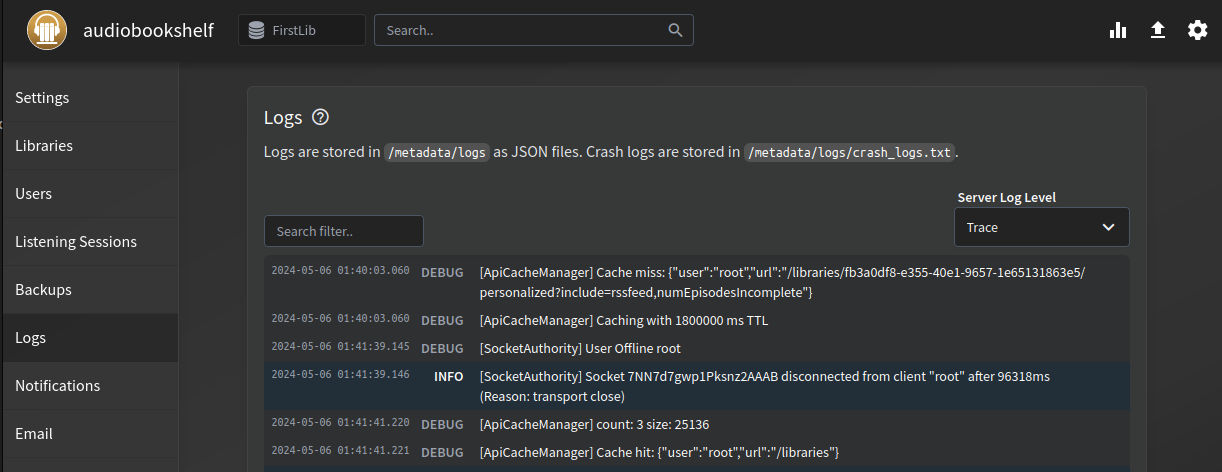 audiobookshelf
FirstLib
Search..
Settings
Libraries
Users
Listening Sessions
Backups
Logs
Notifications
Email
Logs
Logs are stored in /metadata/logs as JSON files. Crash logs are stored in /metadata/logs/crash_logs.txt.
Server Log Level
Search filter..
Trace
2024-05-06 01:40:03.060 DEBUG [ApiCacheManager] Cache miss: {"user":"root","url":"/libraries/fb3a0df8-e355-40e1-9657-1e65131863e5/
personalized?include=rssfeed,numEpisodesIncomplete"}
2024-05-06 01:40:03.060 DEBUG [ApiCacheManager] Caching with 1800000 ms TTL
2024-05-06 01:41:39.145 DEBUG [SocketAuthority] User Offline root
2024-05-06 01:41:39.146 INFO [SocketAuthority] Socket 7NN7d7gwp1Pksnz2AAAB disconnected from client "root" after 96318ms
(Reason: transport close)
2024-05-06 01:41:41.220 DEBUG [ApiCacheManager] count: 3 size: 25136
2024-05-06 01:41:41.221 DEBUG [ApiCacheManager] Cache hit: {"user":"root","url":"/libraries"}